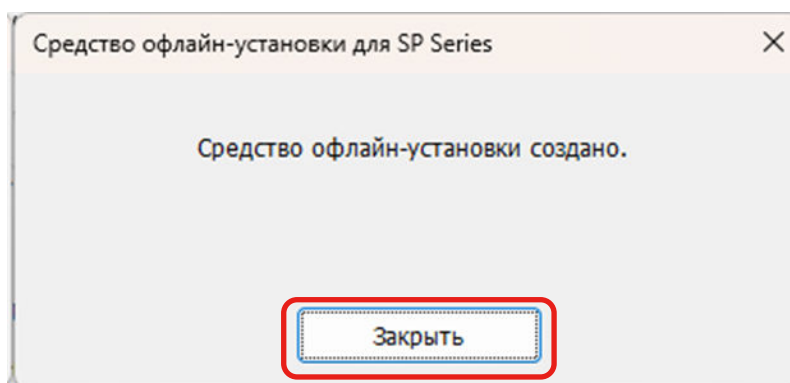 Средство офлайн-установки для SP Series
Средство офлайн-установки создано.
Закрыть